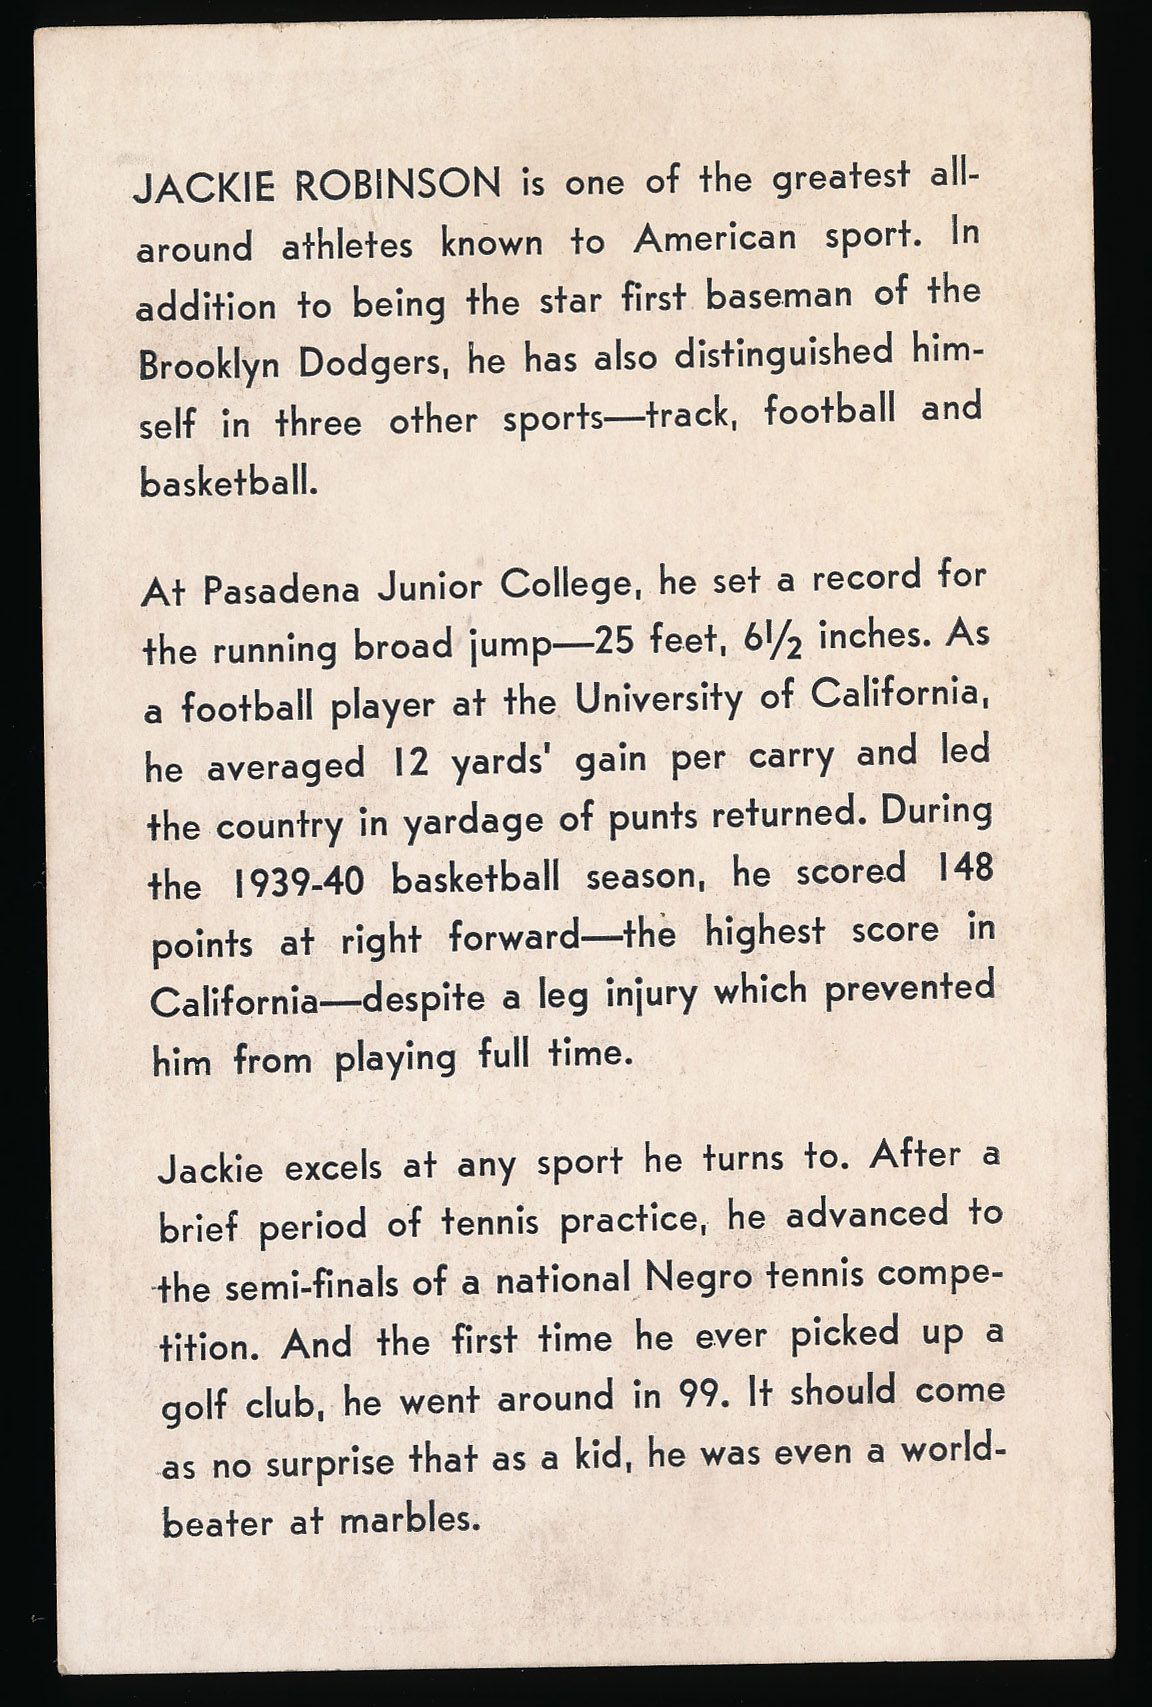 JACKIE ROBINSON is one of the greatest all-
around athletes known to American sport. In
addition to being the star first baseman of the
Brooklyn Dodgers, he has also distinguished him-
self in three other sports—track, football and
basketball.
At Pasadena Junior College, he set a record for
the running broad jump—25 feet, 6½ inches. As
a football player at the University of California,
he averaged 12 yards' gain per carry and led
the country in yardage of punts returned. During
the 1939-40 basketball season, he scored 148
points at right forward—the highest score in
California—despite a leg injury which prevented
him from playing full time.
Jackie excels at any sport he turns to. After a
brief period of tennis practice, he advanced to
the semi-finals of a national Negro tennis compe-
tition. And the first time he ever picked up a
golf club, he went around in 99. It should come
as no surprise that as a kid, he was even a world-
beater at marbles.